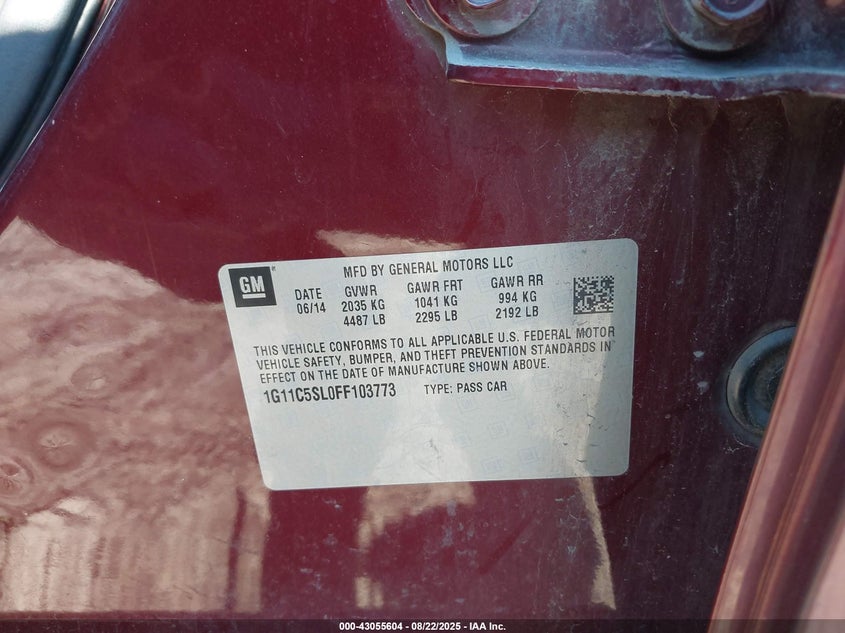 GM
MFD BY GENERAL MOTORS LLC
DATE GVWR GAWR FRT GAWR RR
06/14 2035 KG 1041 KG 994 KG
4487 LB 2295 LB 2192 LB
THIS VEHICLE CONFORMS TO ALL APPLICABLE U.S. FEDERAL MOTOR
VEHICLE SAFETY, BUMPER, AND THEFT PREVENTION STANDARDS IN
EFFECT ON THE DATE OF MANUFACTURE SHOWN ABOVE.
1G11C5SL0FF103773 TYPE: PASS CAR
000-43055604 - 08/22/2025 - IAA Inc.